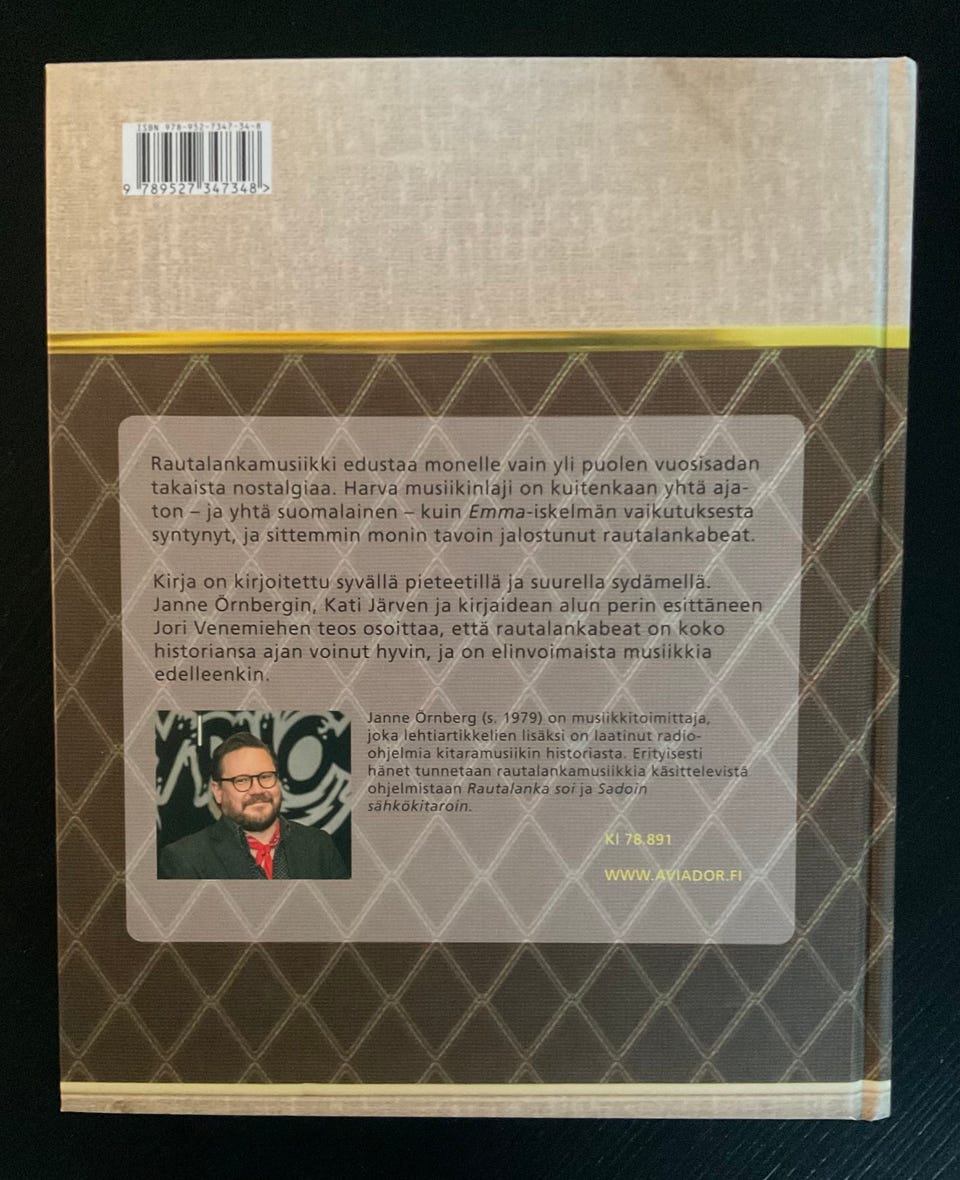 ISBN 978-952-7347-34-8
9 789527 347348 >
Rautalankamusiikki edustaa monelle vain yli puolen vuosisadan
takaista nostalgiaa. Harva musiikinlaji on kuitenkaan yhtä aja-
ton – ja yhtä suomalainen – kuin Emma-iskelmän vaikutuksesta
syntynyt, ja sittemmin monin tavoin jalostunut rautalankabeat.
Kirja on kirjoitettu syvällä pieteetillä ja suurella sydämellä.
Janne Örnbergin, Kati Järven ja kirjaidean alun perin esittäneen
Jori Venemiehen teos osoittaa, että rautalankabeat on koko
historiansa ajan voinut hyvin, ja on elinvoimaista musiikkia
edelleenkin.
Janne Örnberg (s. 1979) on musiikkitoimittaja,
joka lehtiartikkelien lisäksi on laatinut radio-
ohjelmia kitaramusiikin historiasta. Erityisesti
hänet tunnetaan rautalankamusiikkia käsittelevistä
ohjelmistaan Rautalanka soi ja Sadoin
sähkökitaroin.
Kl 78.891
WWW.AVIADOR.FI